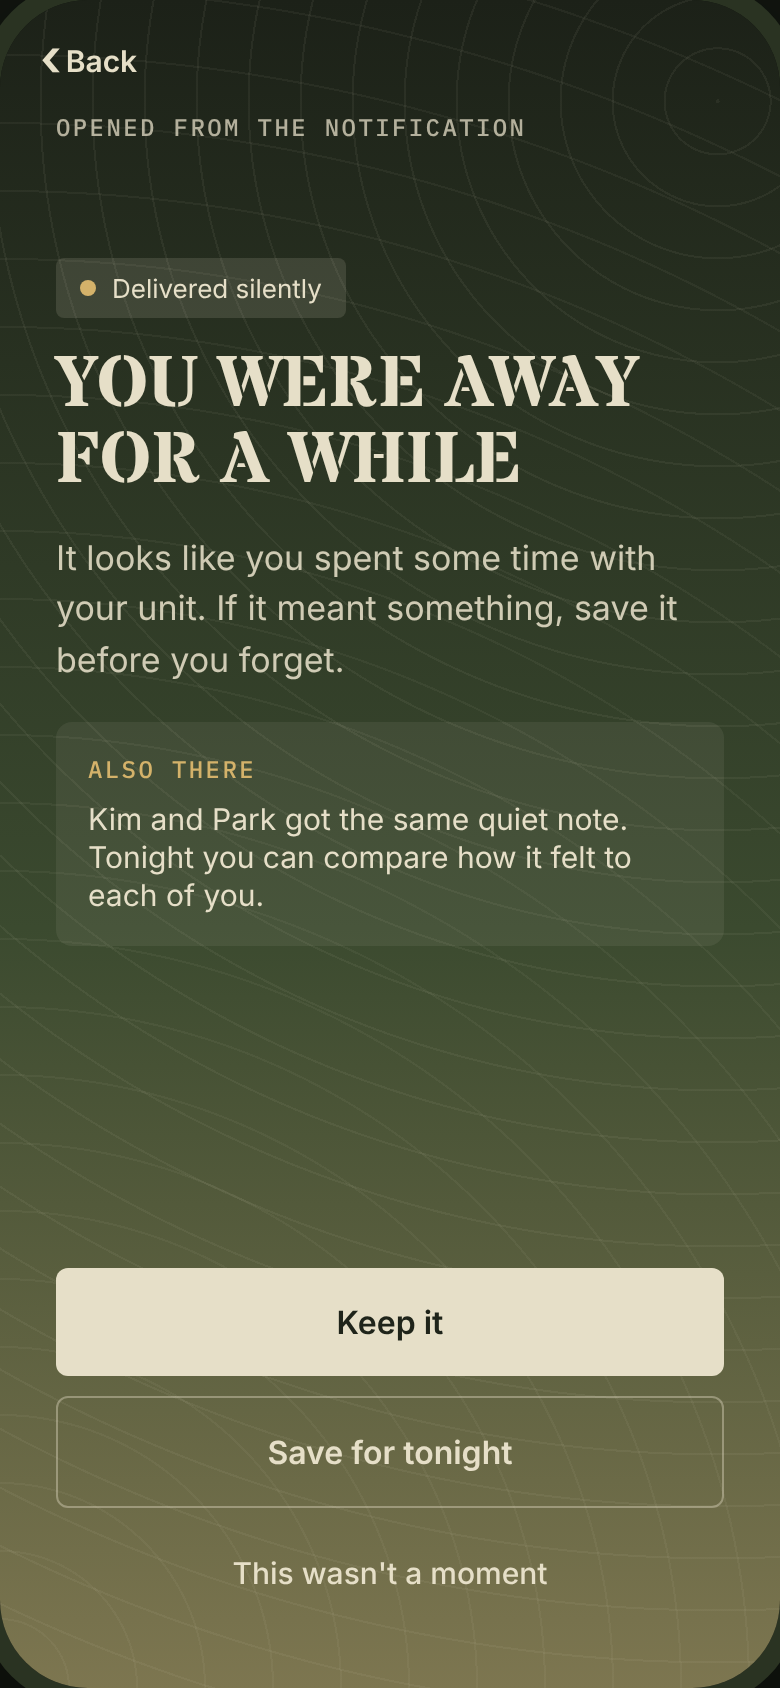 Back
OPENED FROM THE NOTIFICATION
Delivered silently
YOU WERE AWAY
FOR A WHILE
It looks like you spent some time with
your unit. If it meant something, save it
before you forget.
ALSO THERE
Kim and Park got the same quiet note.
Tonight you can compare how it felt to
each of you.
Keep it
Save for tonight
This wasn't a moment